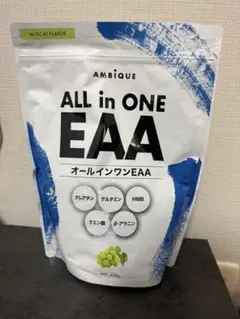 MUSCAT FLAVOR
AMBiQUE
ALL in ONE
EAA
オールインワンEAA
クレアチン グルタミン HMB
クエン酸 β-アラニン